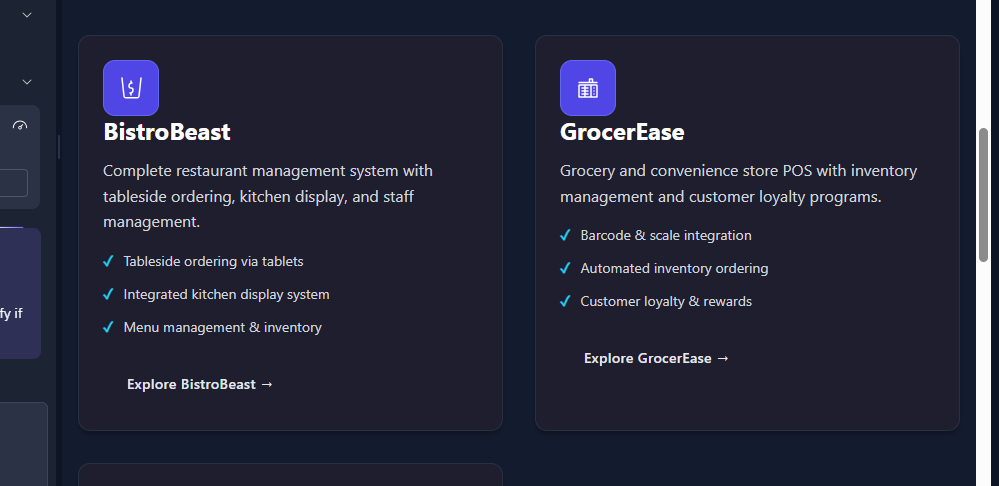 fy if
BistroBeast
Complete restaurant management system with
tableside ordering, kitchen display, and staff
management.
✓ Tableside ordering via tablets
✓ Integrated kitchen display system
✓ Menu management & inventory
Explore BistroBeast →
GrocerEase
Grocery and convenience store POS with inventory
management and customer loyalty programs.
✓ Barcode & scale integration
✓ Automated inventory ordering
✓ Customer loyalty & rewards
Explore GrocerEase →